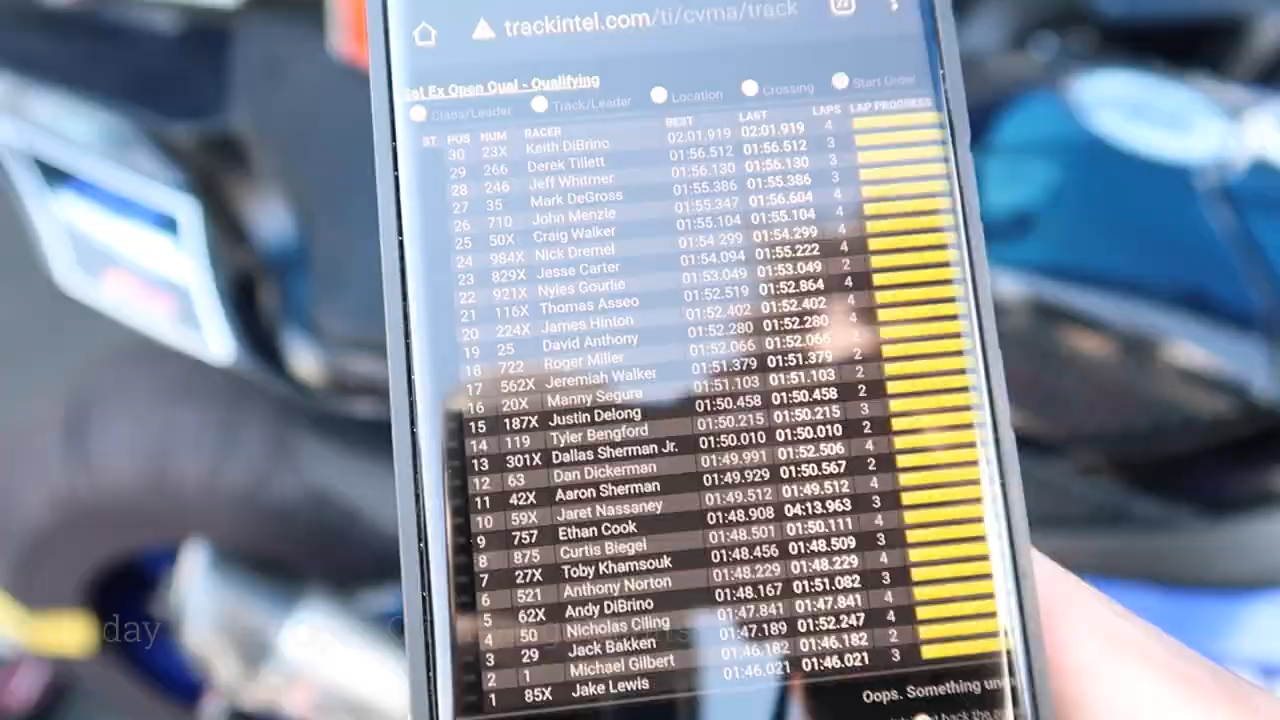 trackintel.com/ti/cvma/track
Ex Open Qual - Qualifying
Class/Leader Track/Leader Location Crossing Start Order
ST POS NUM RACER BEST LAST LAPS LAP PROGRESS
30 23X Keith DiBrino 02:01.919 02:01.919 4
29 266 Derek Tillett 01:56.512 01:56.512 3
28 246 Jeff Whitmer 01:56.130 01:56.130 3
27 35 Mark DeGross 01:55.386 01:55.386 3
26 710 John Menzie 01:55.347 01:56.604 4
25 50X Craig Walker 01:55.104 01:55.104 4
24 984X Nick Dremel 01:54.299 01:54.299 4
23 829X Jesse Carter 01:54.094 01:55.222 4
22 921X Nyles Gourlie 01:53.049 01:53.049 2
21 116X Thomas Asseo 01:52.519 01:52.864 4
20 224X James Hinton 01:52.402 01:52.402 4
19 25 David Anthony 01:52.280 01:52.280 4
18 722 Roger Miller 01:52.066 01:52.066 2
17 562X Jeremiah Walker 01:51.379 01:51.379 2
16 20X Manny Segura 01:51.103 01:51.103 2
15 187X Justin Delong 01:50.458 01:50.458 2
14 119 Tyler Bengford 01:50.215 01:50.215 3
13 301X Dallas Sherman Jr. 01:50.010 01:50.010 2
12 63 Dan Dickerman 01:49.991 01:52.506 4
11 42X Aaron Sherman 01:49.929 01:50.567 2
10 59X Jaret Nassaney 01:49.512 01:49.512 4
9 757 Ethan Cook 01:48.908 04:13.963 3
8 875 Curtis Biegel 01:48.501 01:50.111 4
7 27X Toby Khamsouk 01:48.456 01:48.509 3
6 521 Anthony Norton 01:48.229 01:48.229 4
5 62X Andy DiBrino 01:48.167 01:51.082 3
4 50 Nicholas Ciling 01:47.841 01:47.841 4
3 29 Jack Bakken 01:47.189 01:52.247 4
2 1 Michael Gilbert 01:46.182 01:46.182 2
1 85X Jake Lewis 01:46.021 01:46.021 3
Oops. Something
back the
day